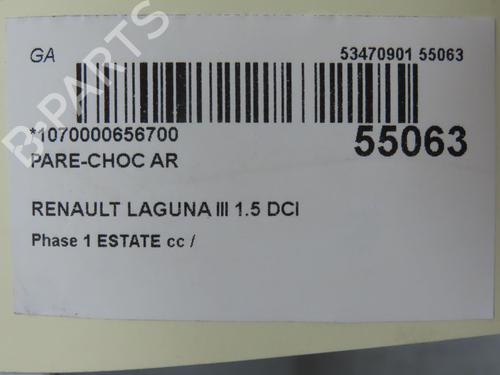 GA
53470901 55063
*1070000656700
55063
PARE-CHOC AR
RENAULT LAGUNA III 1.5 DCI
Phase 1 ESTATE cc /
B-PARTS